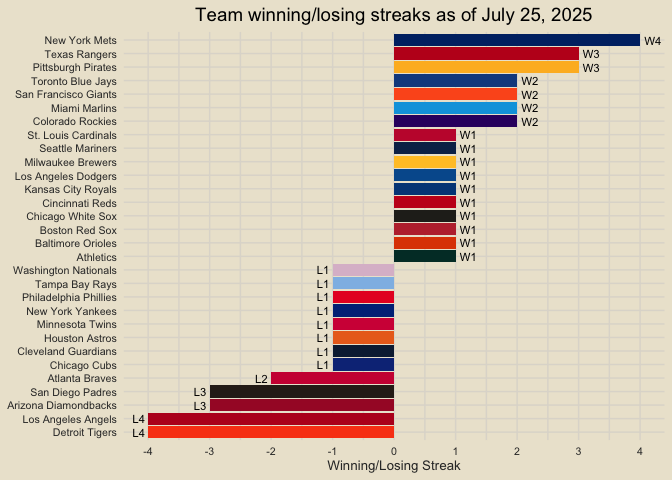 Team winning/losing streaks as of July 25, 2025
New York Mets W4
Texas Rangers W3
Pittsburgh Pirates W3
Toronto Blue Jays W2
San Francisco Giants W2
Miami Marlins W2
Colorado Rockies W2
St. Louis Cardinals W1
Seattle Mariners W1
Milwaukee Brewers W1
Los Angeles Dodgers W1
Kansas City Royals W1
Cincinnati Reds W1
Chicago White Sox W1
Boston Red Sox W1
Baltimore Orioles W1
Athletics W1
Washington Nationals L1
Tampa Bay Rays L1
Philadelphia Phillies L1
New York Yankees L1
Minnesota Twins L1
Houston Astros L1
Cleveland Guardians L1
Chicago Cubs L1
Atlanta Braves L2
San Diego Padres L3
Arizona Diamondbacks L3
Los Angeles Angels L4
Detroit Tigers L4
-4 -3 -2 -1 0 1 2 3 4
Winning/Losing Streak